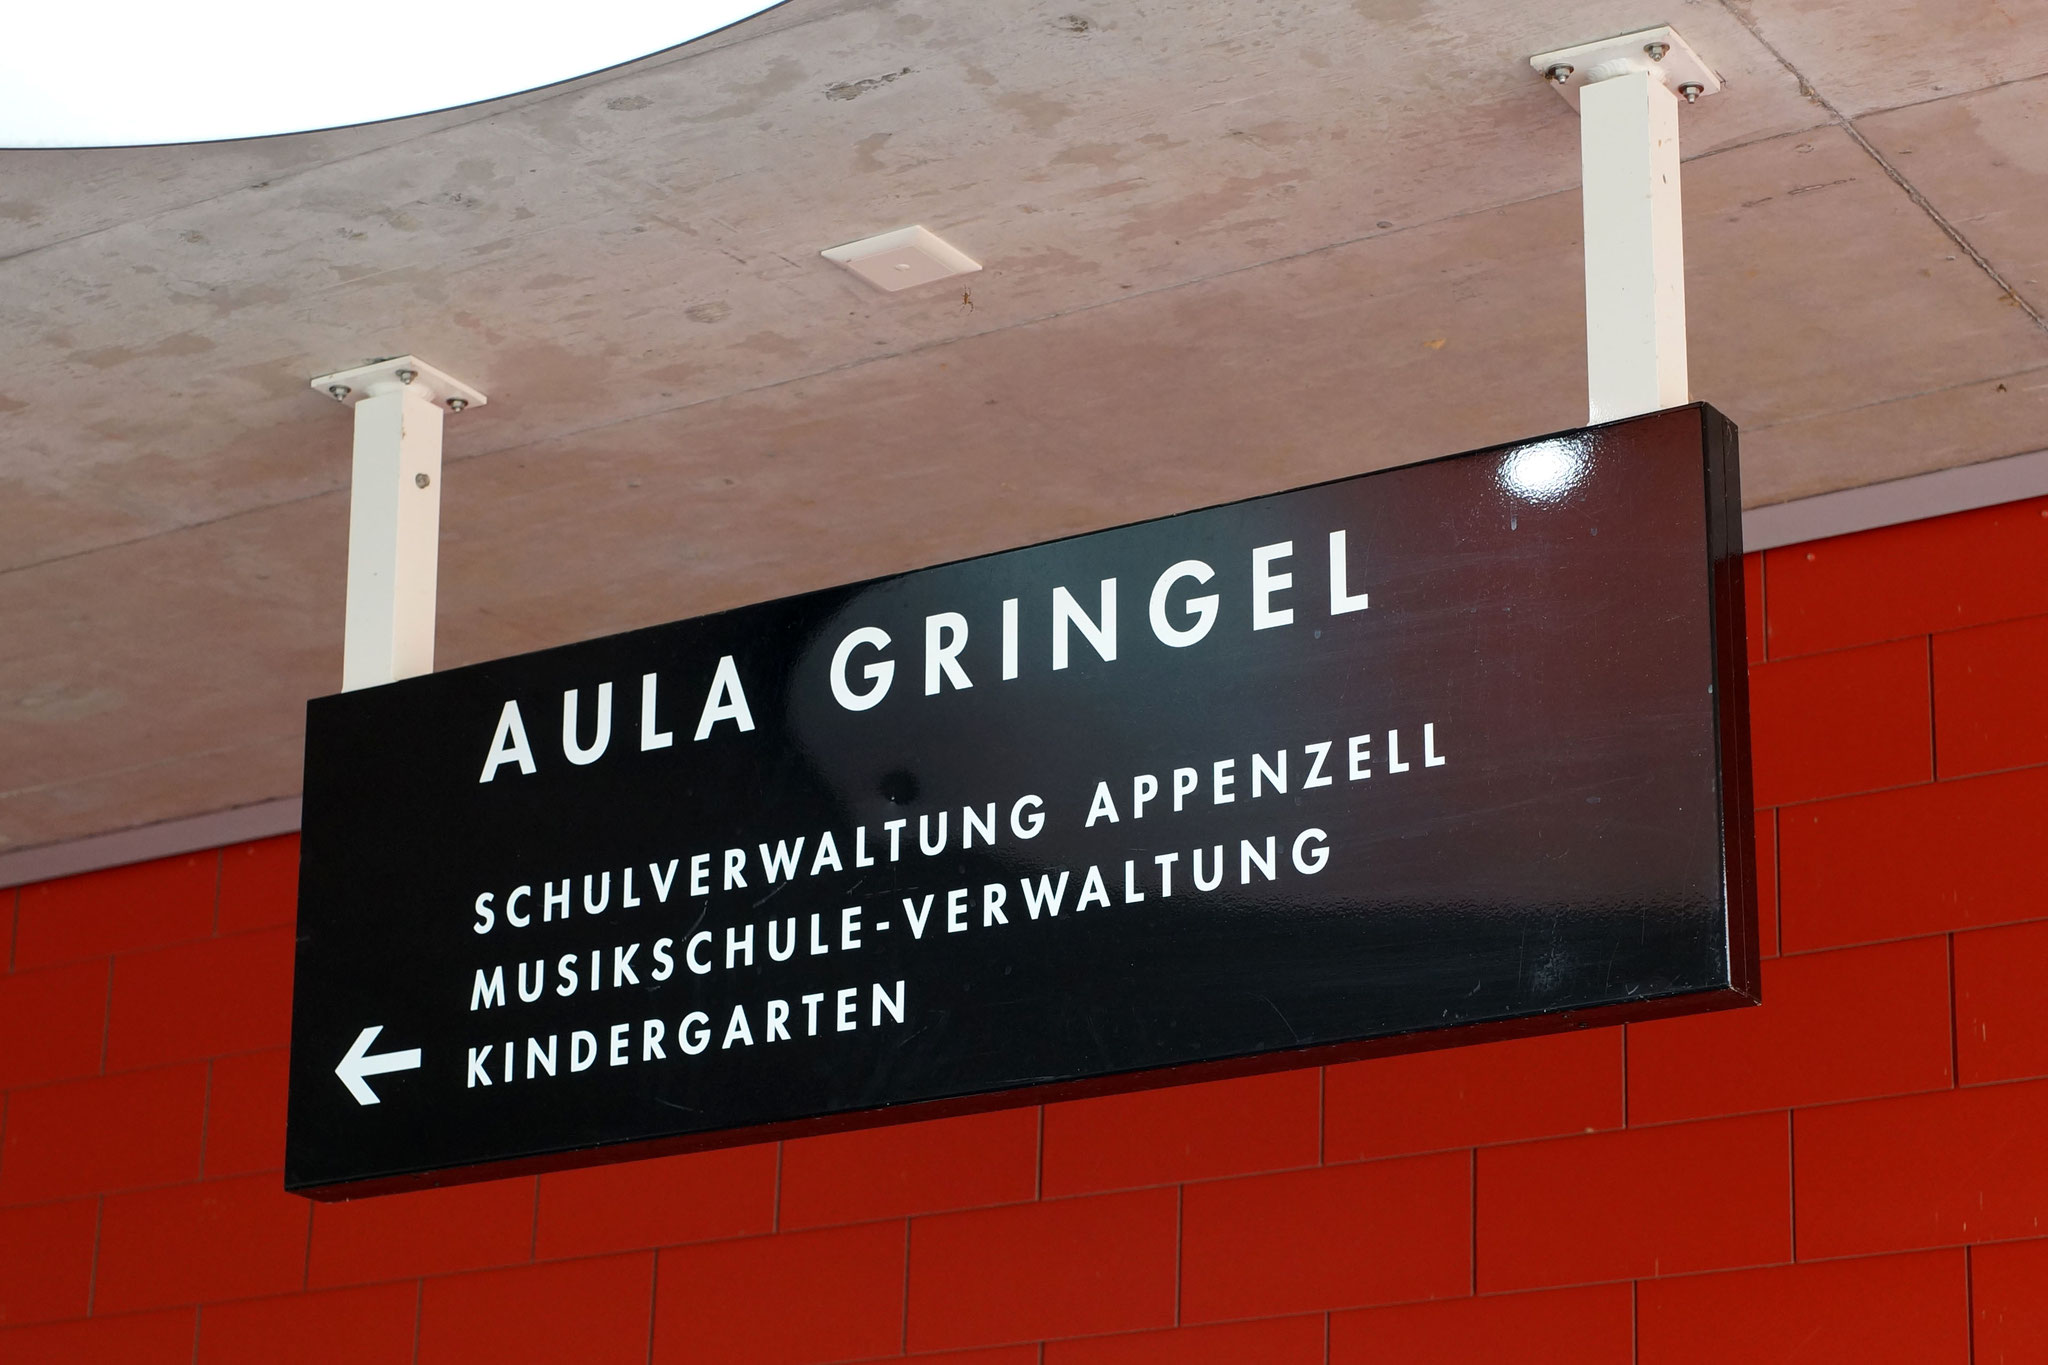 AULA GRINGEL
SCHULVERWALTUNG APPENZELL
MUSIKSCHULE-VERWALTUNG
KINDERGARTEN